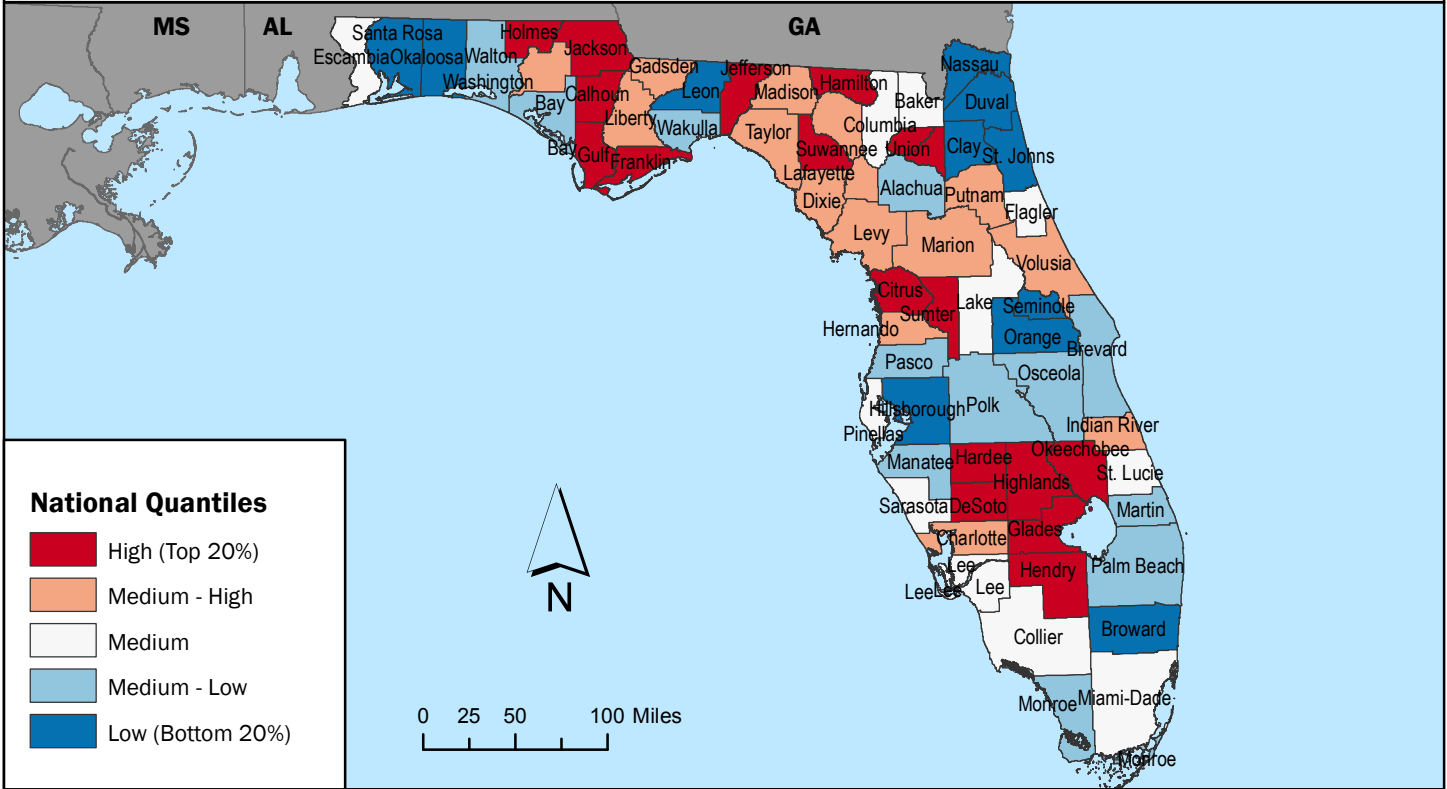 MS
AL
GA
Santa Rosa
Holmes
Escambia
Okaloosa
Walton
Jackson
Washington
Gadsden
Jefferson
Nassau
Bay
Calhoun
Leon
Madison
Hamilton
Baker
Duval
Liberty
Wakulla
Taylor
Columbia
Bay
Gulf
Franklin
Suwannee
Union
Clay
St. Johns
Lafayette
Alachua
Putnam
Dixie
Flagler
Levy
Marion
Volusia
Citrus
Sumter
Lake
Seminole
Hernando
Orange
Brevard
Pasco
Osceola
Hillsborough
Polk
Pinellas
Indian River
Okeechobee
Manatee
Hardee
Highlands
St. Lucie
Sarasota
DeSoto
Martin
Charlotte
Glades
Lee
Hendry
Palm Beach
Lee
Lee
Lee
Collier
Broward
Monroe
Miami-Dade
Monroe
National Quantiles
High (Top 20%)
Medium - High
Medium
Medium - Low
Low (Bottom 20%)
N
0 25 50 100 Miles